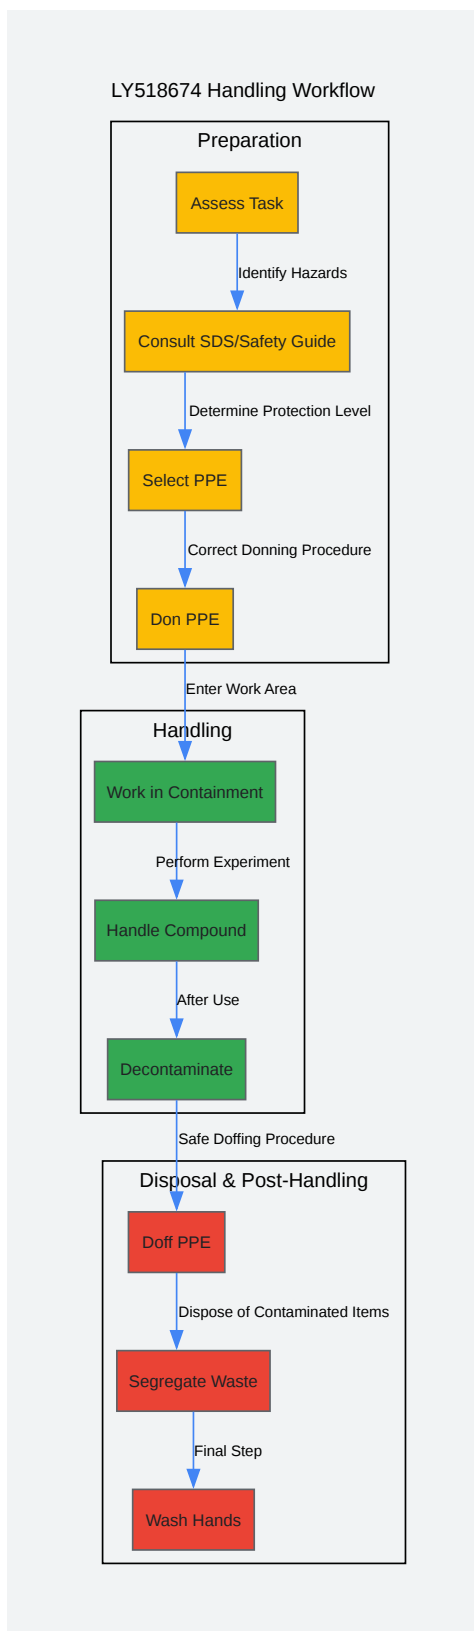 LY518674 Handling Workflow
Preparation
Assess Task
Identify Hazards
Consult SDS/Safety Guide
Determine Protection Level
Select PPE
Correct Donning Procedure
Don PPE
Enter Work Area
Handling
Work in Containment
Perform Experiment
Handle Compound
After Use
Decontaminate
Safe Doffing Procedure
Disposal & Post-Handling
Doff PPE
Dispose of Contaminated Items
Segregate Waste
Final Step
Wash Hands